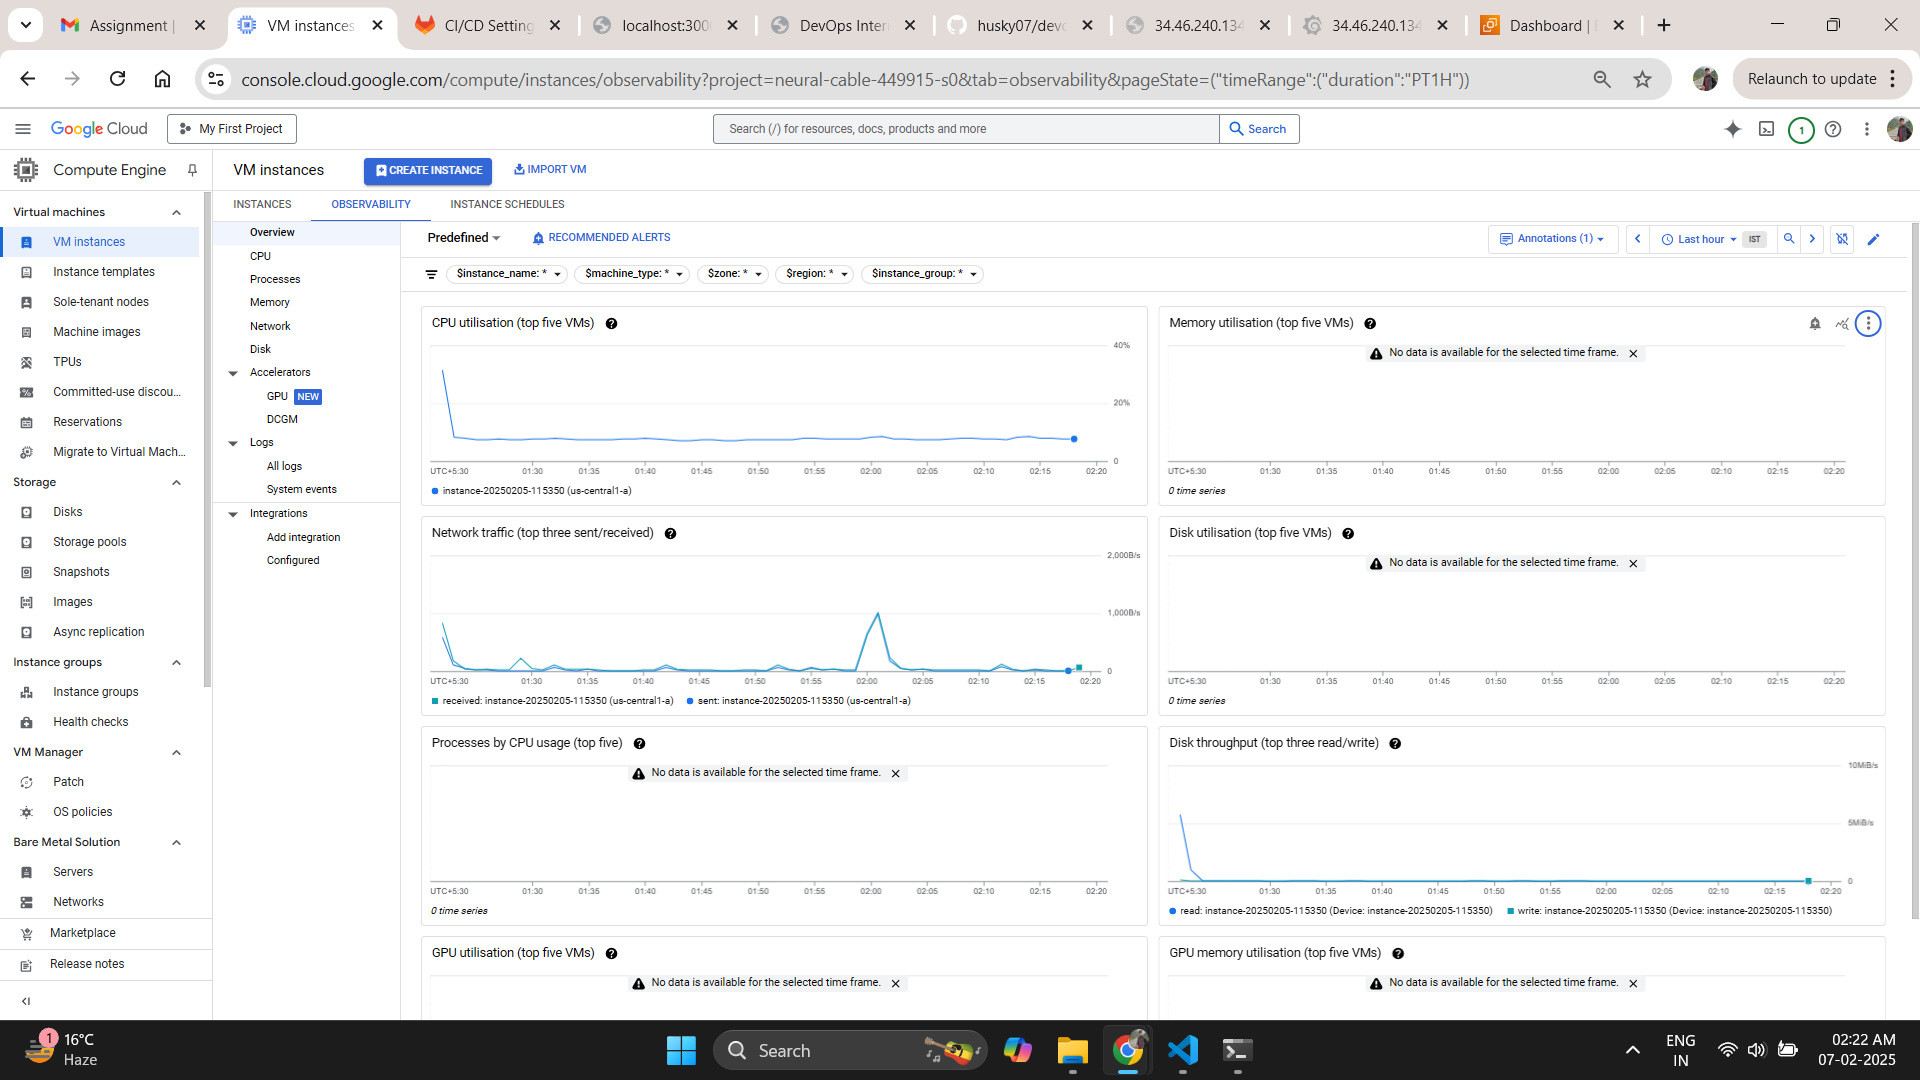 Assignment |
VM instances
CI/CD Setting
localhost:300
DevOps Inter
husky07/devo
34.46.240.134
34.46.240.134
Dashboard |
console.cloud.google.com/compute/instances/observability?project=neural-cable-449915-s0&tab=observability&pageState=("timeRange":("duration":"PT1H"))
Relaunch to update
Google Cloud
My First Project
Search (/) for resources, docs, products and more
Search
1
Compute Engine
VM instances
CREATE INSTANCE
IMPORT VM
INSTANCES
OBSERVABILITY
INSTANCE SCHEDULES
Virtual machines
VM instances
Instance templates
Sole-tenant nodes
Machine images
TPUs
Committed-use discou...
Reservations
Migrate to Virtual Mach...
Storage
Disks
Storage pools
Snapshots
Images
Async replication
Instance groups
Instance groups
Health checks
VM Manager
Patch
OS policies
Bare Metal Solution
Servers
Networks
Marketplace
Release notes
Overview
CPU
Processes
Memory
Network
Disk
Accelerators
GPU NEW
DCGM
Logs
All logs
System events
Integrations
Add integration
Configured
Predefined
RECOMMENDED ALERTS
Annotations (1)
Last hour IST
$instance_name: *
$machine_type: *
$zone: *
$region: *
$instance_group: *
CPU utilisation (top five VMs)
40%
20%
0
UTC+5:30 01:30 01:35 01:40 01:45 01:50 01:55 02:00 02:05 02:10 02:15 02:20
instance-20250205-115350 (us-central1-a)
Memory utilisation (top five VMs)
No data is available for the selected time frame.
UTC+5:30 01:30 01:35 01:40 01:45 01:50 01:55 02:00 02:05 02:10 02:15 02:20
0 time series
Network traffic (top three sent/received)
2,000B/s
1,000B/s
0
UTC+5:30 01:30 01:35 01:40 01:45 01:50 01:55 02:00 02:05 02:10 02:15 02:20
received: instance-20250205-115350 (us-central1-a)
sent: instance-20250205-115350 (us-central1-a)
Disk utilisation (top five VMs)
No data is available for the selected time frame.
UTC+5:30 01:30 01:35 01:40 01:45 01:50 01:55 02:00 02:05 02:10 02:15 02:20
0 time series
Processes by CPU usage (top five)
No data is available for the selected time frame.
UTC+5:30 01:30 01:35 01:40 01:45 01:50 01:55 02:00 02:05 02:10 02:15 02:20
0 time series
Disk throughput (top three read/write)
10MiB/s
5MiB/s
0
UTC+5:30 01:30 01:35 01:40 01:45 01:50 01:55 02:00 02:05 02:10 02:15 02:20
read: instance-20250205-115350 (Device: instance-20250205-115350)
write: instance-20250205-115350 (Device: instance-20250205-115350)
GPU utilisation (top five VMs)
No data is available for the selected time frame.
GPU memory utilisation (top five VMs)
No data is available for the selected time frame.
1
16°C
Haze
Search
ENG
IN
02:22 AM
07-02-2025